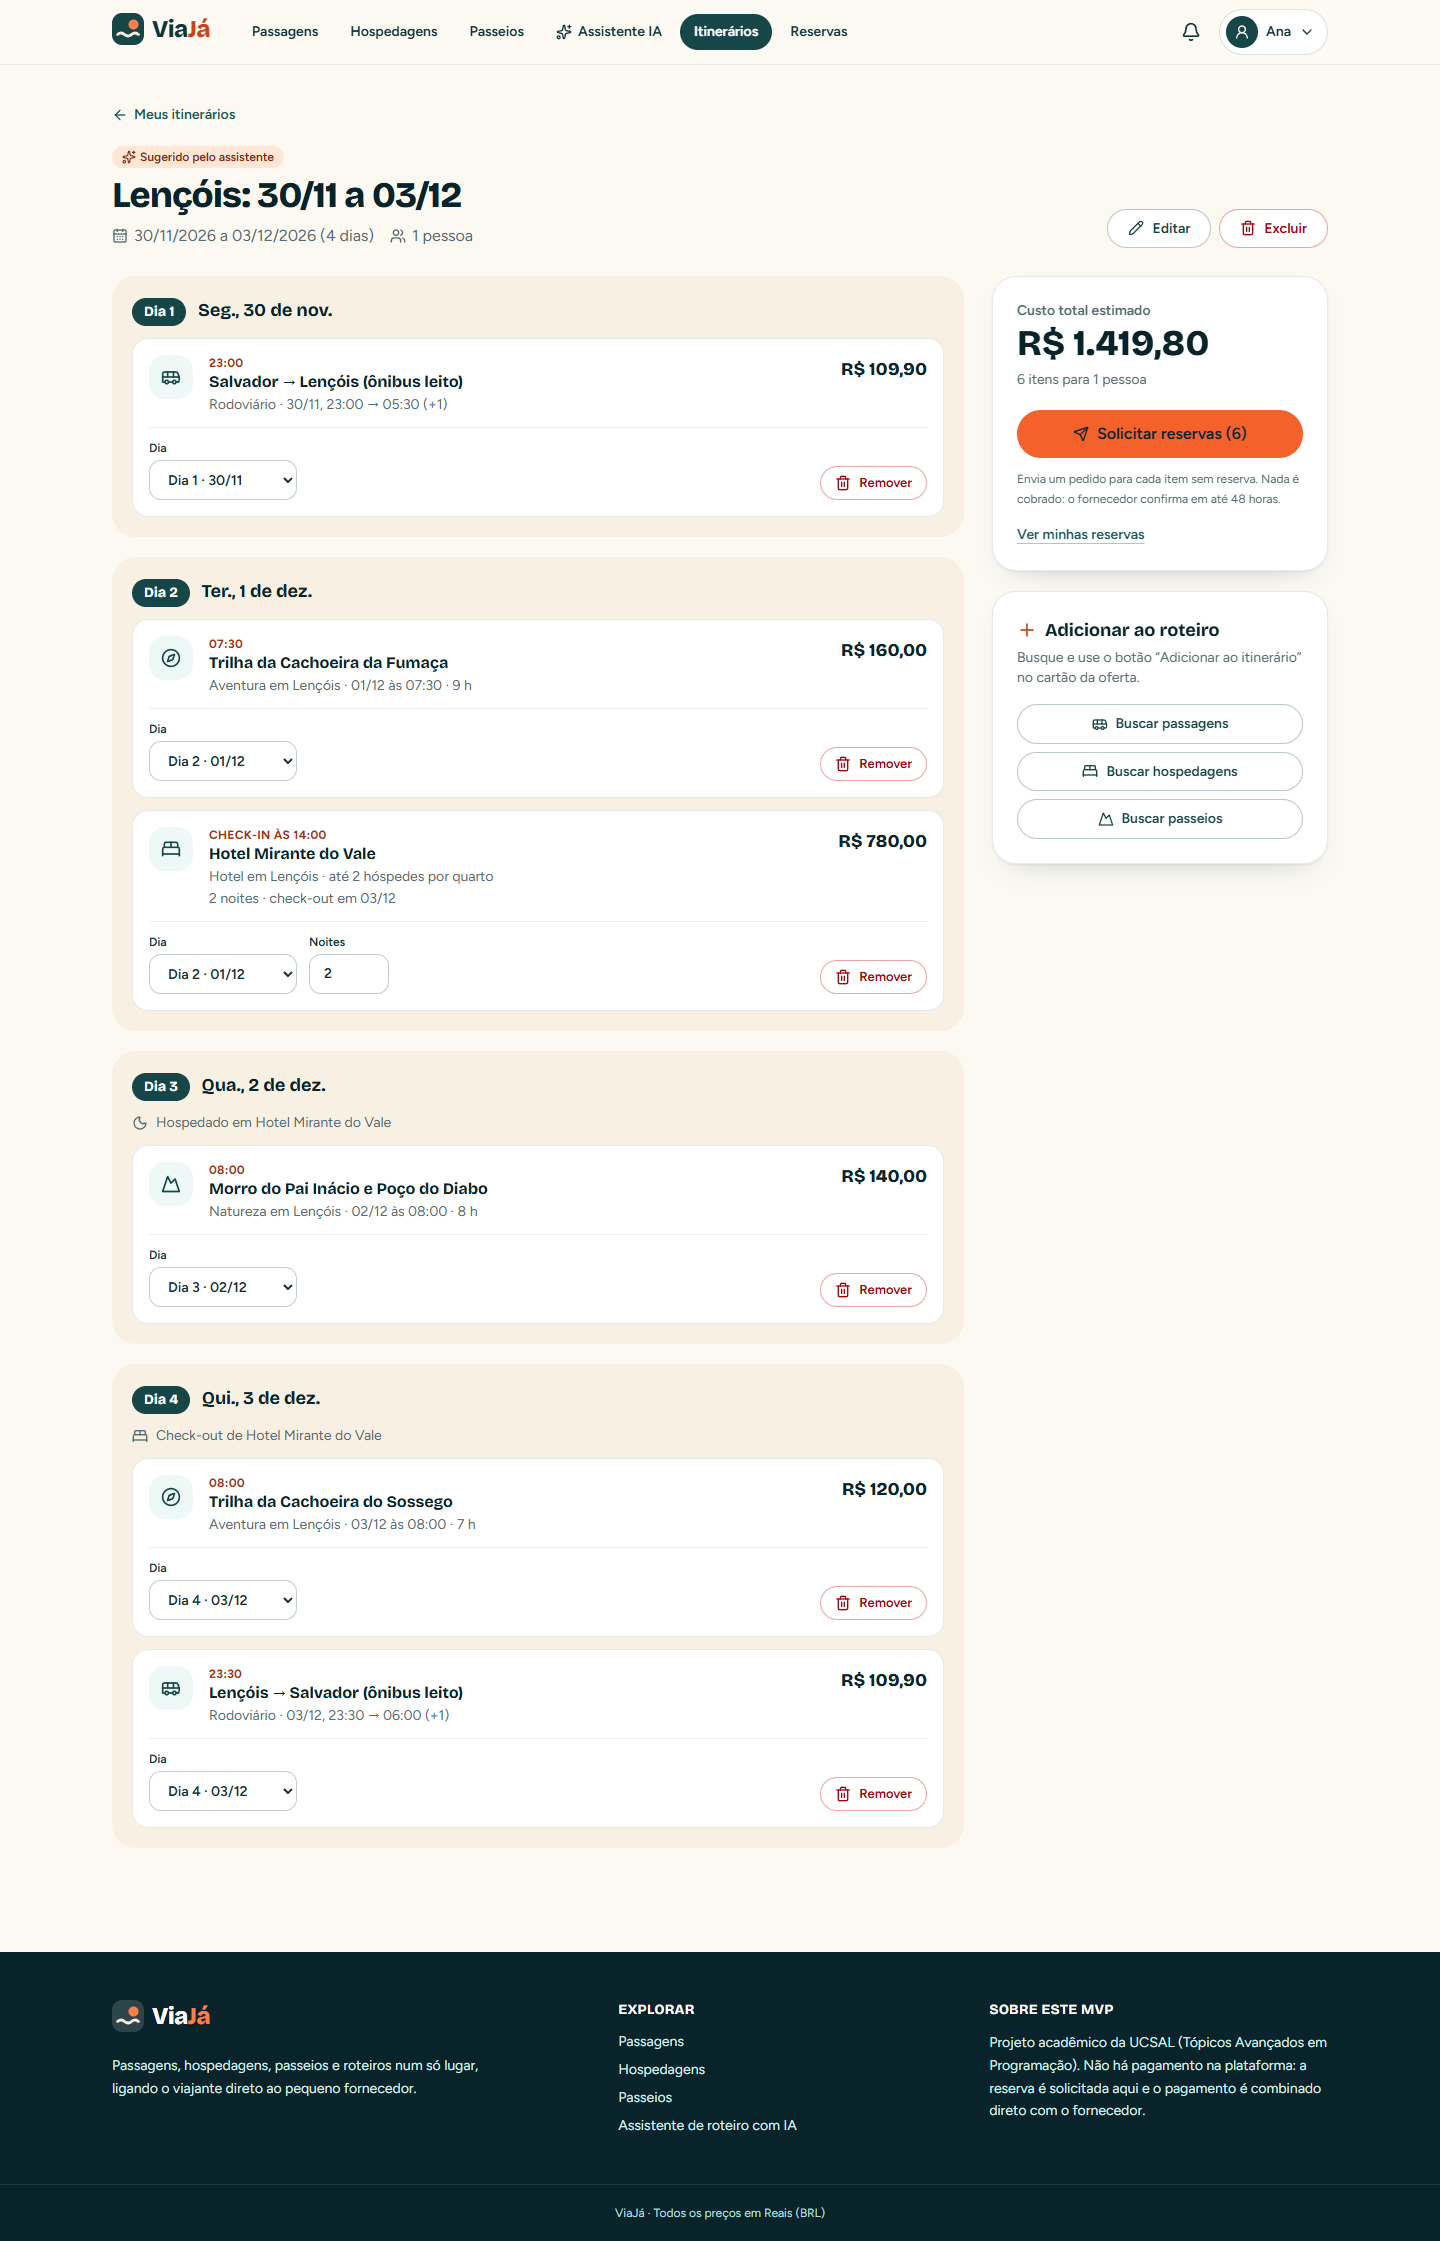 ViaJá
Passagens
Hospedagens
Passeios
Assistente IA
Itinerários
Reservas
Ana
Meus itinerários
Sugerido pelo assistente
Lençóis: 30/11 a 03/12
30/11/2026 a 03/12/2026 (4 dias)
1 pessoa
Editar
Excluir
Dia 1
Seg., 30 de nov.
23:00
Salvador → Lençóis (ônibus leito)
Rodoviário · 30/11, 23:00 → 05:30 (+1)
R$ 109,90
Dia
Dia 1 · 30/11
Remover
Dia 2
Ter., 1 de dez.
07:30
Trilha da Cachoeira da Fumaça
Aventura em Lençóis · 01/12 às 07:30 · 9 h
R$ 160,00
Dia
Dia 2 · 01/12
Remover
CHECK-IN ÀS 14:00
Hotel Mirante do Vale
Hotel em Lençóis · até 2 hóspedes por quarto
2 noites · check-out em 03/12
R$ 780,00
Dia
Noites
Dia 2 · 01/12
2
Remover
Dia 3
Qua., 2 de dez.
Hospedado em Hotel Mirante do Vale
08:00
Morro do Pai Inácio e Poço do Diabo
Natureza em Lençóis · 02/12 às 08:00 · 8 h
R$ 140,00
Dia
Dia 3 · 02/12
Remover
Dia 4
Qui., 3 de dez.
Check-out de Hotel Mirante do Vale
08:00
Trilha da Cachoeira do Sossego
Aventura em Lençóis · 03/12 às 08:00 · 7 h
R$ 120,00
Dia
Dia 4 · 03/12
Remover
23:30
Lençóis → Salvador (ônibus leito)
Rodoviário · 03/12, 23:30 → 06:00 (+1)
R$ 109,90
Dia
Dia 4 · 03/12
Remover
Custo total estimado
R$ 1.419,80
6 itens para 1 pessoa
Solicitar reservas (6)
Envia um pedido para cada item sem reserva. Nada é
cobrado: o fornecedor confirma em até 48 horas.
Ver minhas reservas
Adicionar ao roteiro
Busque e use o botão “Adicionar ao itinerário”
no cartão da oferta.
Buscar passagens
Buscar hospedagens
Buscar passeios
ViaJá
Passagens, hospedagens, passeios e roteiros num só lugar,
ligando o viajante direto ao pequeno fornecedor.
EXPLORAR
Passagens
Hospedagens
Passeios
Assistente de roteiro com IA
SOBRE ESTE MVP
Projeto acadêmico da UCSAL (Tópicos Avançados em
Programação). Não há pagamento na plataforma: a
reserva é solicitada aqui e o pagamento é combinado
direto com o fornecedor.
ViaJá · Todos os preços em Reais (BRL)